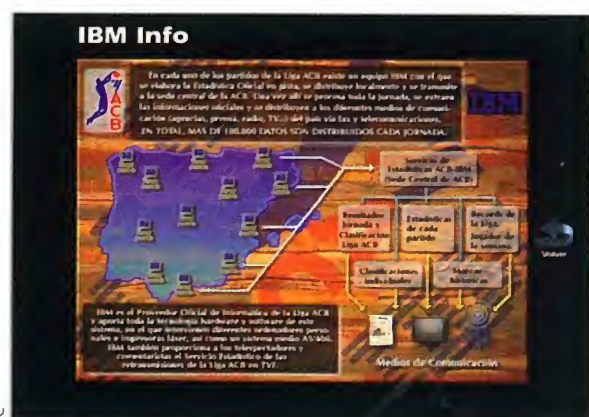 IBM Info
ACB
En cada uno de los partidos de la Liga ACB existe un equipo IBM con el que
se elabora la Estadística Oficial en pista, se distribuye localmente y se transmite
a la sede central de la ACB. Una vez allí se procesa toda la jornada, se extraen
las informaciones oficiales y se distribuyen a los diferentes medios de comuni-
cación (agencias, prensa, radio, TV...) del país vía fax y telecomunicaciones.
EN TOTAL, MAS DE 100.000 DATOS SON DISTRIBUIDOS CADA JORNADA.
IBM
Servicio de
Estadísticas ACB-IBM
(Sede Central de ACB)
Resultados
Jornada y
Clasificación
Liga ACB
Estadísticas
de cada
partido
Records de
la Liga.
Jugador de
la semana.
Clasificaciones
individuales
Marcas
históricas
Volver
IBM es el Proveedor Oficial de Informática de la Liga ACB
y aporta toda la tecnología hardware y software de este
sistema, en el que intervienen diferentes ordenadores perso-
nales e impresoras láser, así como un sistema medio AS/400.
IBM también proporciona a los telespectadores y
comentaristas el Servicio Estadístico de las
retransmisiones de la Liga ACB en TVE.
Medios de Comunicación